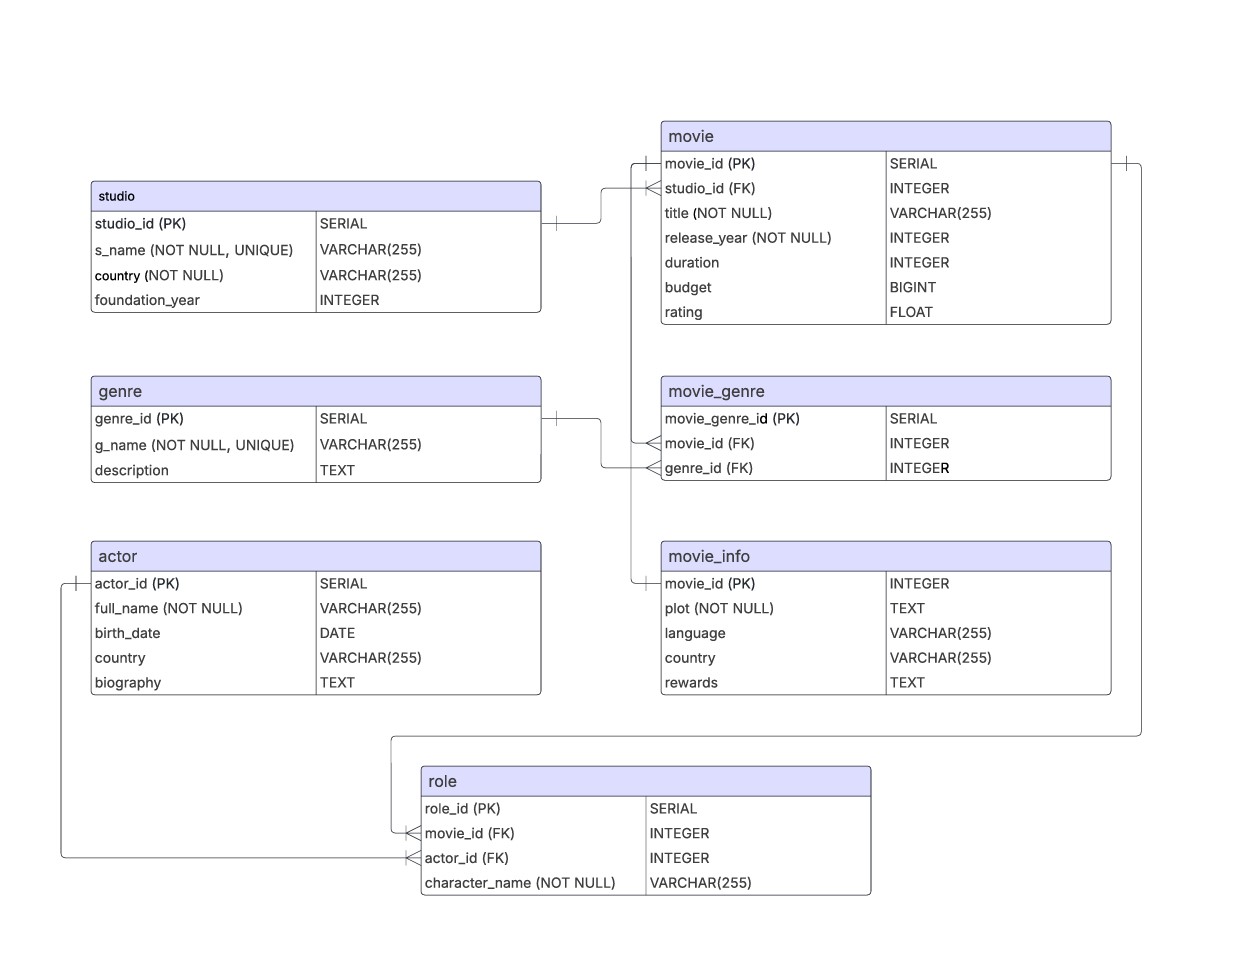 movie
movie_id (PK) SERIAL
studio_id (FK) INTEGER
title (NOT NULL) VARCHAR(255)
release_year (NOT NULL) INTEGER
duration INTEGER
budget BIGINT
rating FLOAT
studio
studio_id (PK) SERIAL
s_name (NOT NULL, UNIQUE) VARCHAR(255)
country (NOT NULL) VARCHAR(255)
foundation_year INTEGER
genre
genre_id (PK) SERIAL
g_name (NOT NULL, UNIQUE) VARCHAR(255)
description TEXT
movie_genre
movie_genre_id (PK) SERIAL
movie_id (FK) INTEGER
genre_id (FK) INTEGER
actor
actor_id (PK) SERIAL
full_name (NOT NULL) VARCHAR(255)
birth_date DATE
country VARCHAR(255)
biography TEXT
movie_info
movie_id (PK) INTEGER
plot (NOT NULL) TEXT
language VARCHAR(255)
country VARCHAR(255)
rewards TEXT
role
role_id (PK) SERIAL
movie_id (FK) INTEGER
actor_id (FK) INTEGER
character_name (NOT NULL) VARCHAR(255)